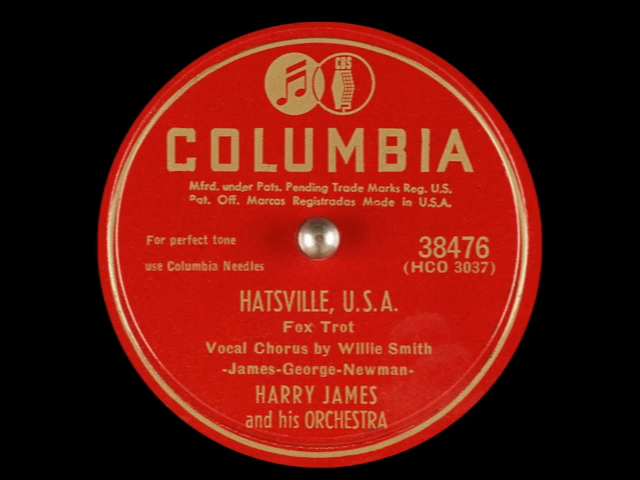 CBS
COLUMBIA
Mfrd. under Pats. Pending Trade Marks Reg. U.S.
Pat. Off. Marcas Registradas Made in U.S.A.
For perfect tone
use Columbia Needles
38476
(HCO 3037)
HATSVILLE, U.S.A.
Fox Trot
Vocal Chorus by Willie Smith
-James-George-Newman-
HARRY JAMES
and his ORCHESTRA